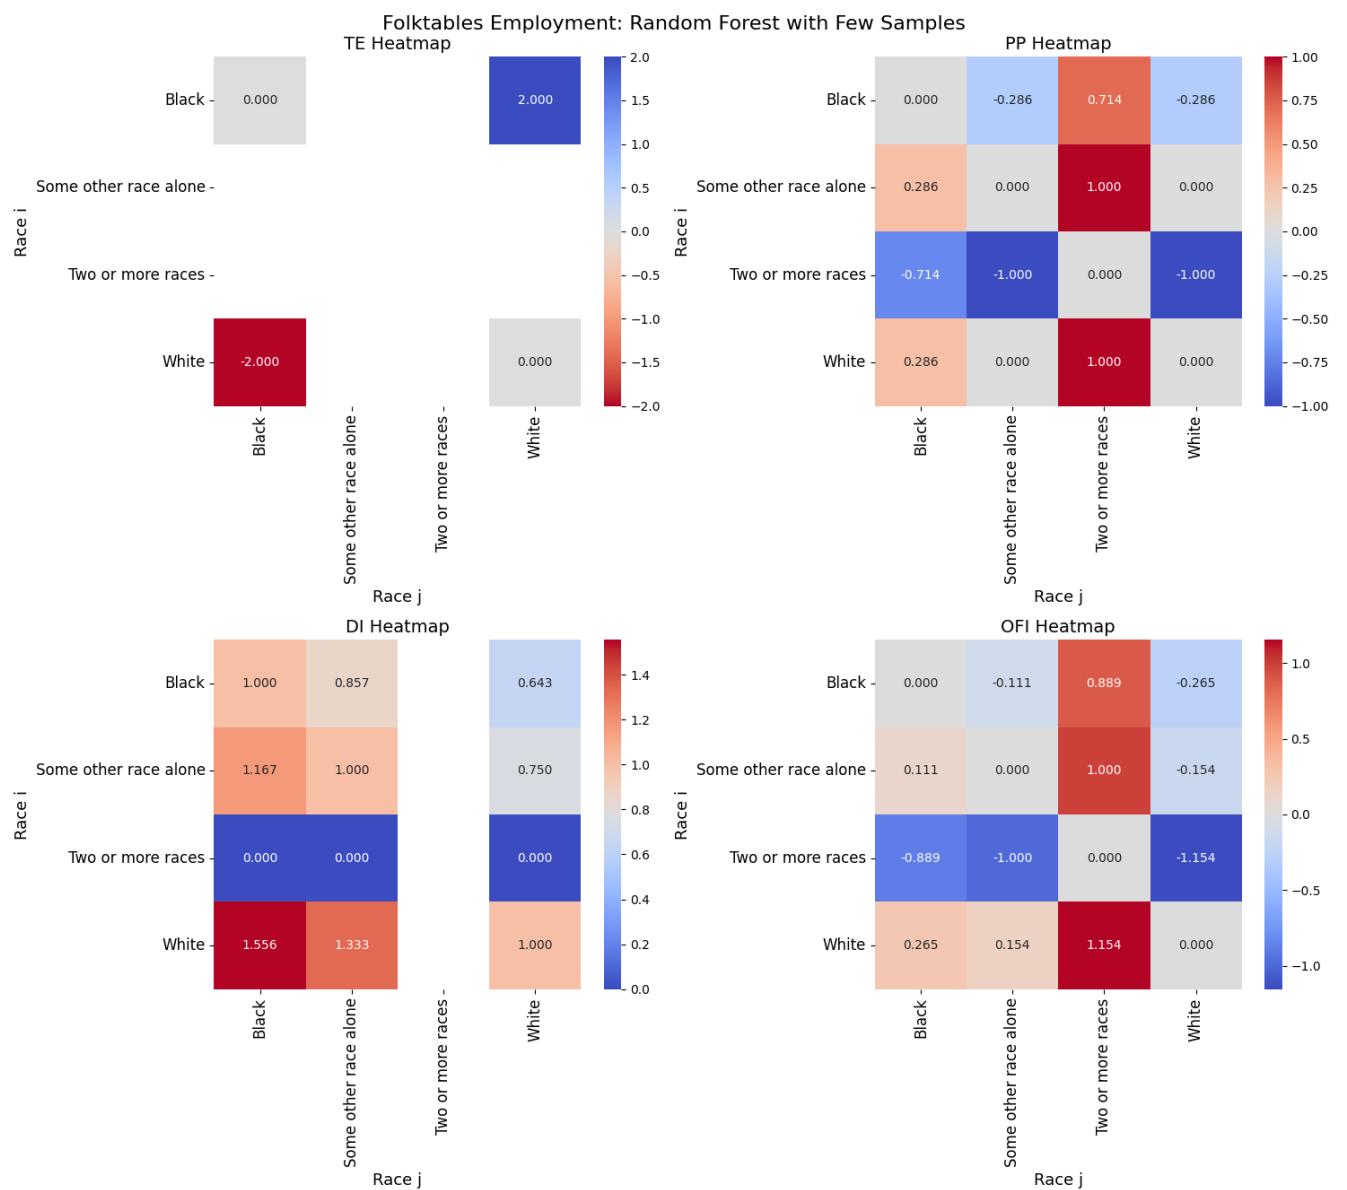 Folktables Employment: Random Forest with Few Samples
TE Heatmap
Race i
Black
0.000
2.000
Some other race alone
Two or more races
White
-2.000
0.000
Black
Some other race alone
Two or more races
White
Race j
2.0
1.5
1.0
0.5
0.0
−0.5
−1.0
−1.5
−2.0
PP Heatmap
Race i
Black
0.000 -0.286 0.714 -0.286
Some other race alone
0.286 0.000 1.000 0.000
Two or more races
-0.714 -1.000 0.000 -1.000
White
0.286 0.000 1.000 0.000
Black
Some other race alone
Two or more races
White
Race j
1.00
0.75
0.50
0.25
0.00
−0.25
−0.50
−0.75
−1.00
DI Heatmap
Race i
Black
1.000 0.857 0.643
Some other race alone
1.167 1.000 0.750
Two or more races
0.000 0.000 0.000
White
1.556 1.333 1.000
Black
Some other race alone
Two or more races
White
Race j
1.4
1.2
1.0
0.8
0.6
0.4
0.2
0.0
OFI Heatmap
Race i
Black
0.000 -0.111 0.889 -0.265
Some other race alone
0.111 0.000 1.000 -0.154
Two or more races
-0.889 -1.000 0.000 -1.154
White
0.265 0.154 1.154 0.000
Black
Some other race alone
Two or more races
White
Race j
1.0
0.5
0.0
−0.5
−1.0